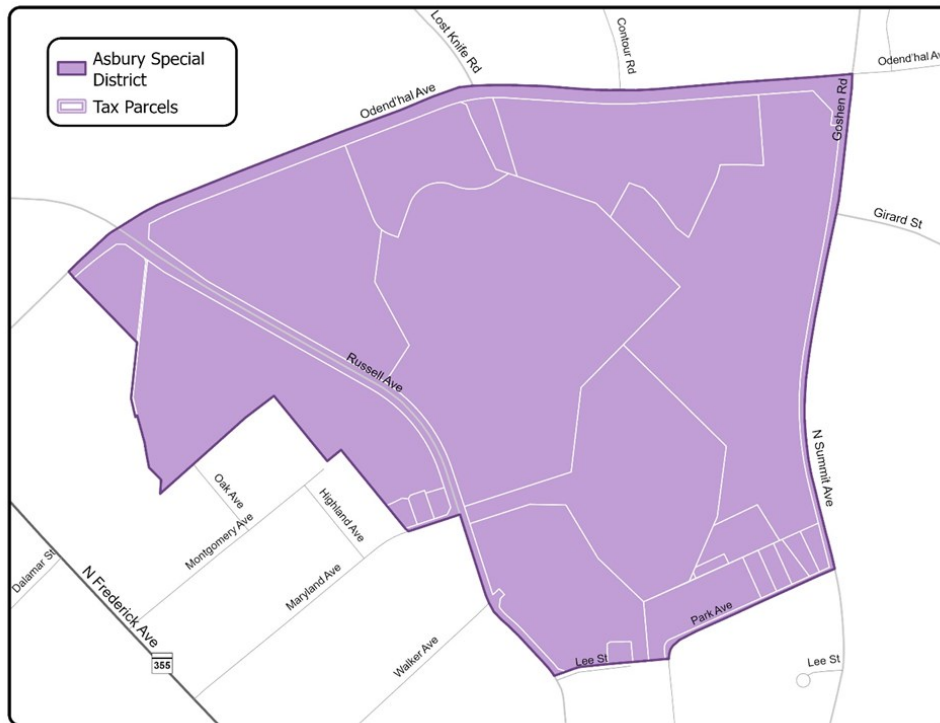 Asbury Special
District
Tax Parcels
Lost Knife Rd
Contour Rd
Odend'hal Ave
Odend'hal Av
Goshen Rd
Girard St
Russell Ave
N Summit Ave
Oak Ave
Highland Ave
Montgomery Ave
Maryland Ave
Dalamar St
N Frederick Ave
355
Walker Ave
Park Ave
Lee St
Lee St